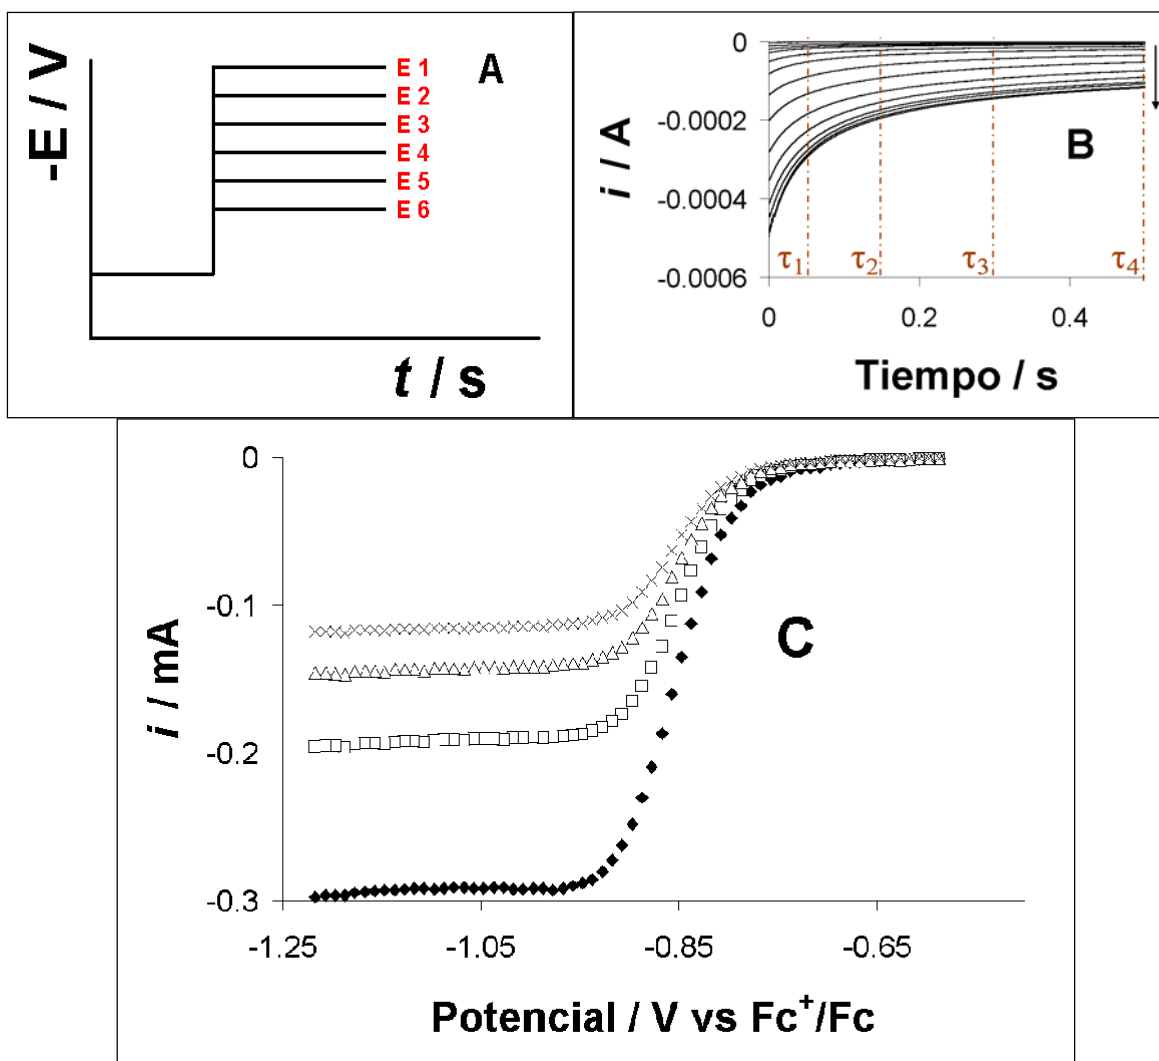 -E / V
A
E 1
E 2
E 3
E 4
E 5
E 6
t / s
i / A
0
-0.0002
-0.0004
-0.0006
B
τ1 τ2 τ3 τ4
0 0.2 0.4
Tiempo / s
i / mA
0
-0.1
-0.2
-0.3
C
-1.25 -1.05 -0.85 -0.65
Potencial / V vs Fc⁺/Fc